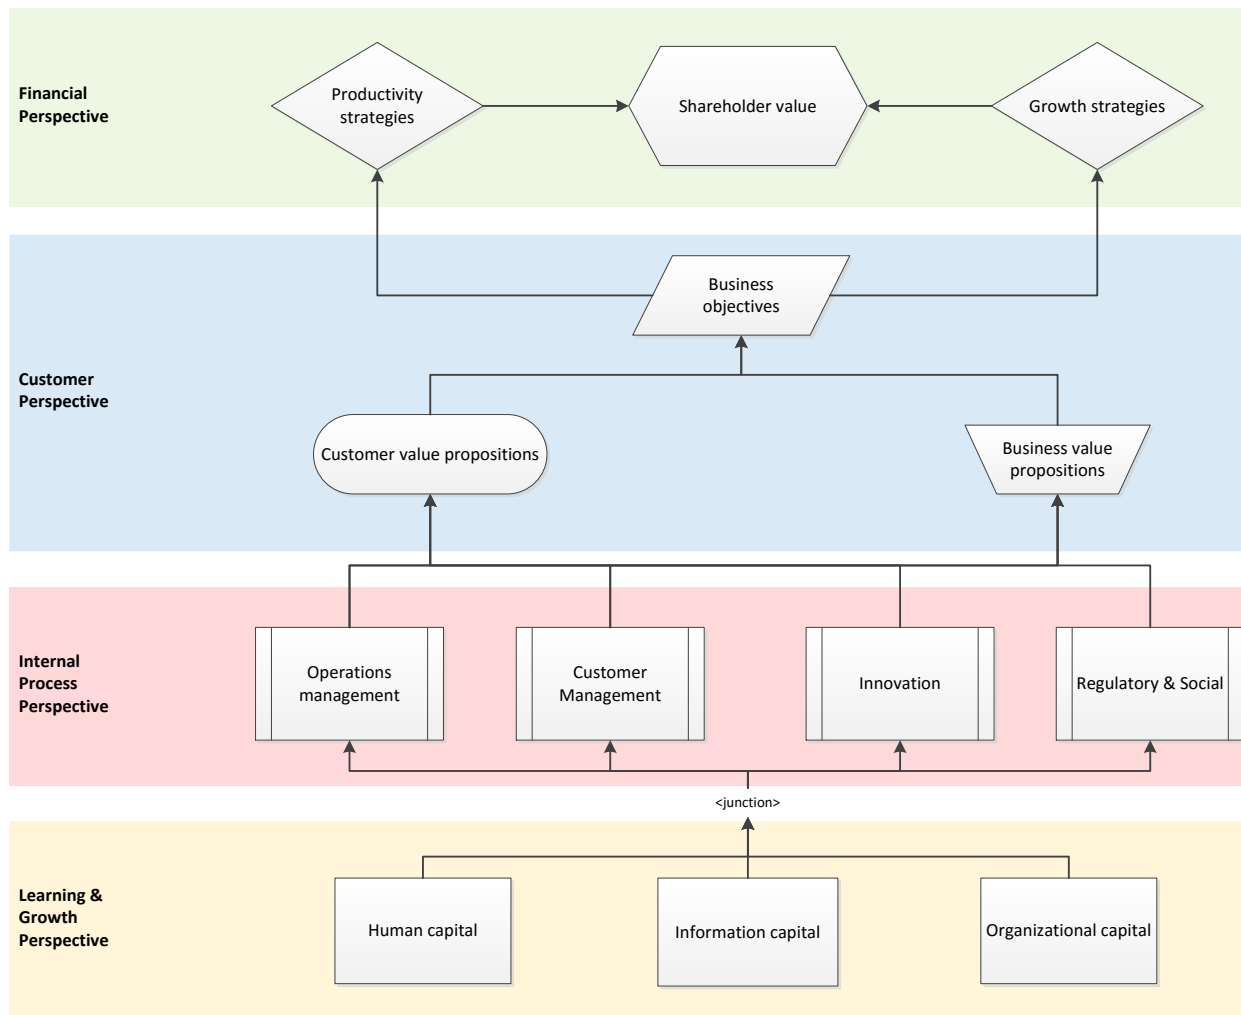 Financial
Perspective
Productivity
strategies
Shareholder value
Growth strategies
Customer
Perspective
Business
objectives
Customer value propositions
Business value
propositions
Internal
Process
Perspective
Operations
management
Customer
Management
Innovation
Regulatory & Social
<junction>
Learning &
Growth
Perspective
Human capital
Information capital
Organizational capital